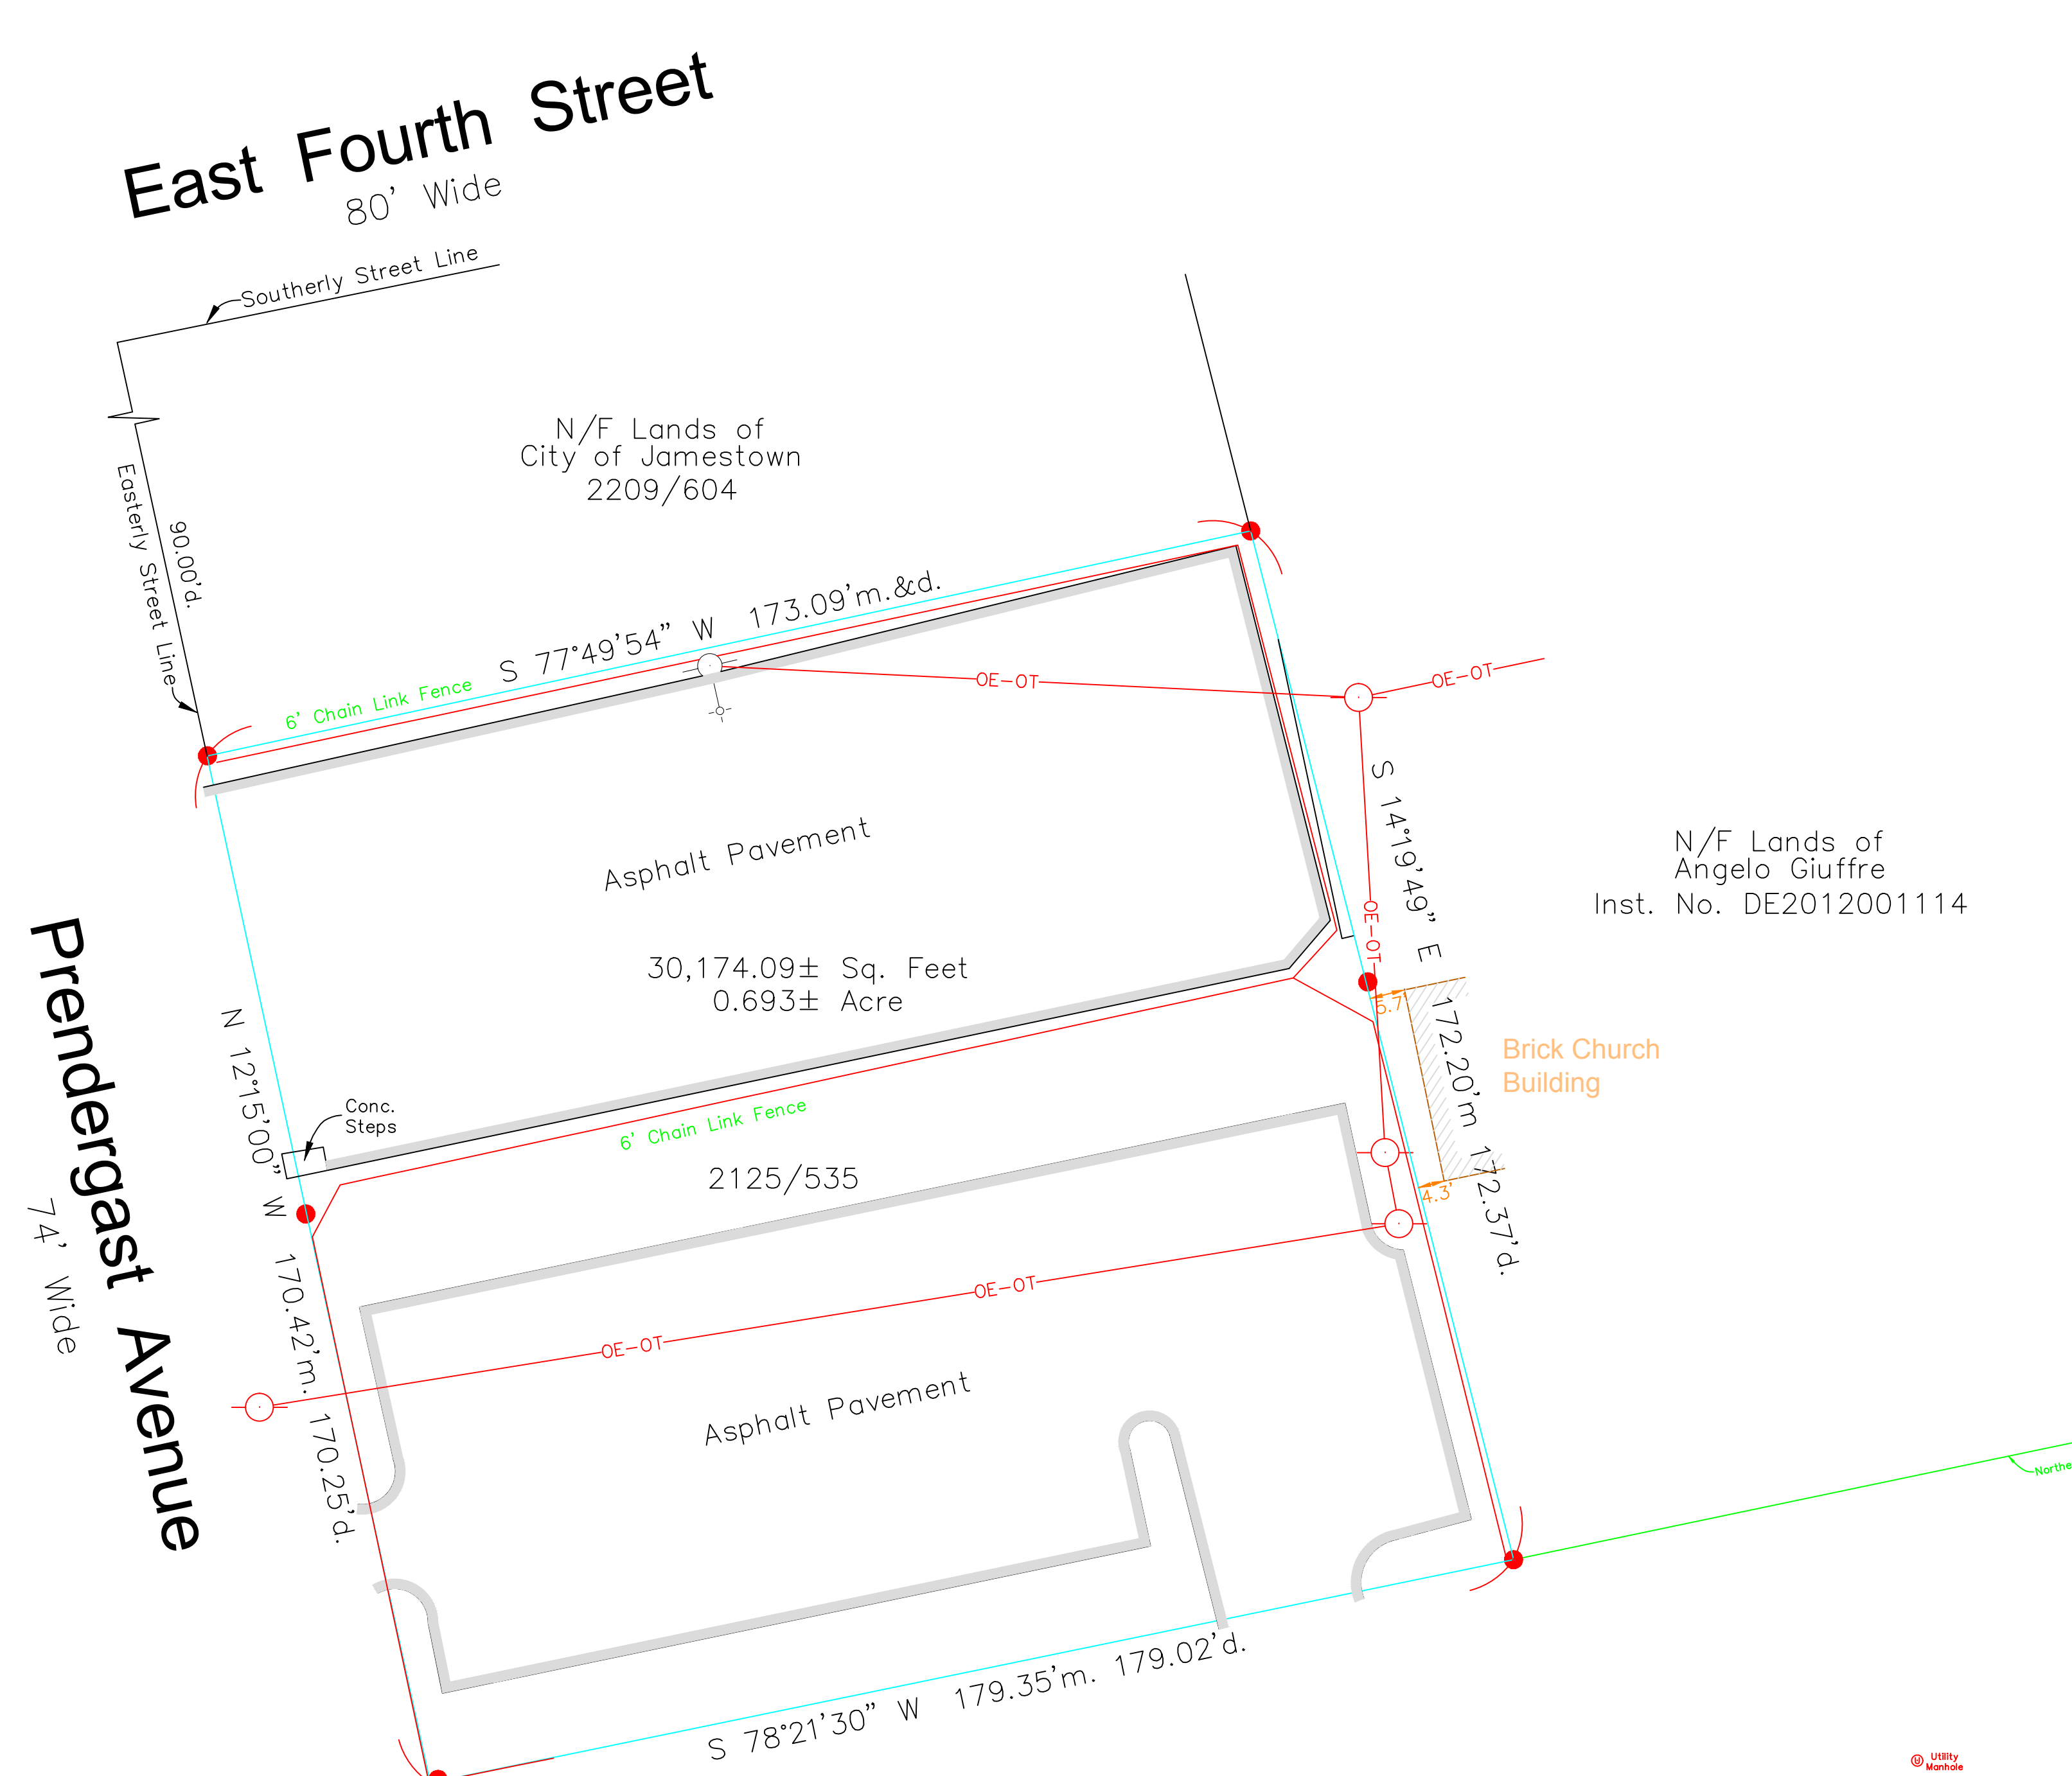 East Fourth Street
80' Wide
Southerly Street Line
N/F Lands of
City of Jamestown
2209/604
Easterly Street Line
90.00'd.
S 77°49'54" W 173.09'm.&d.
6' Chain Link Fence
OE-OT
OE-OT
S 14°19'49" E 172.20'm 172.37'd.
OE-OT
N/F Lands of
Angelo Giuffre
Inst. No. DE2012001114
Asphalt Pavement
30,174.09± Sq. Feet
0.693± Acre
Prendergast Avenue
74' Wide
N 12°15'00" W 170.42'm. 170.25'd.
Conc.
Steps
5.7'
Brick Church
Building
6' Chain Link Fence
2125/535
4.3'
OE-OT
OE-OT
Asphalt Pavement
Northe
S 78°21'30" W 179.35'm. 179.02'd.
U
Utility
Manhole